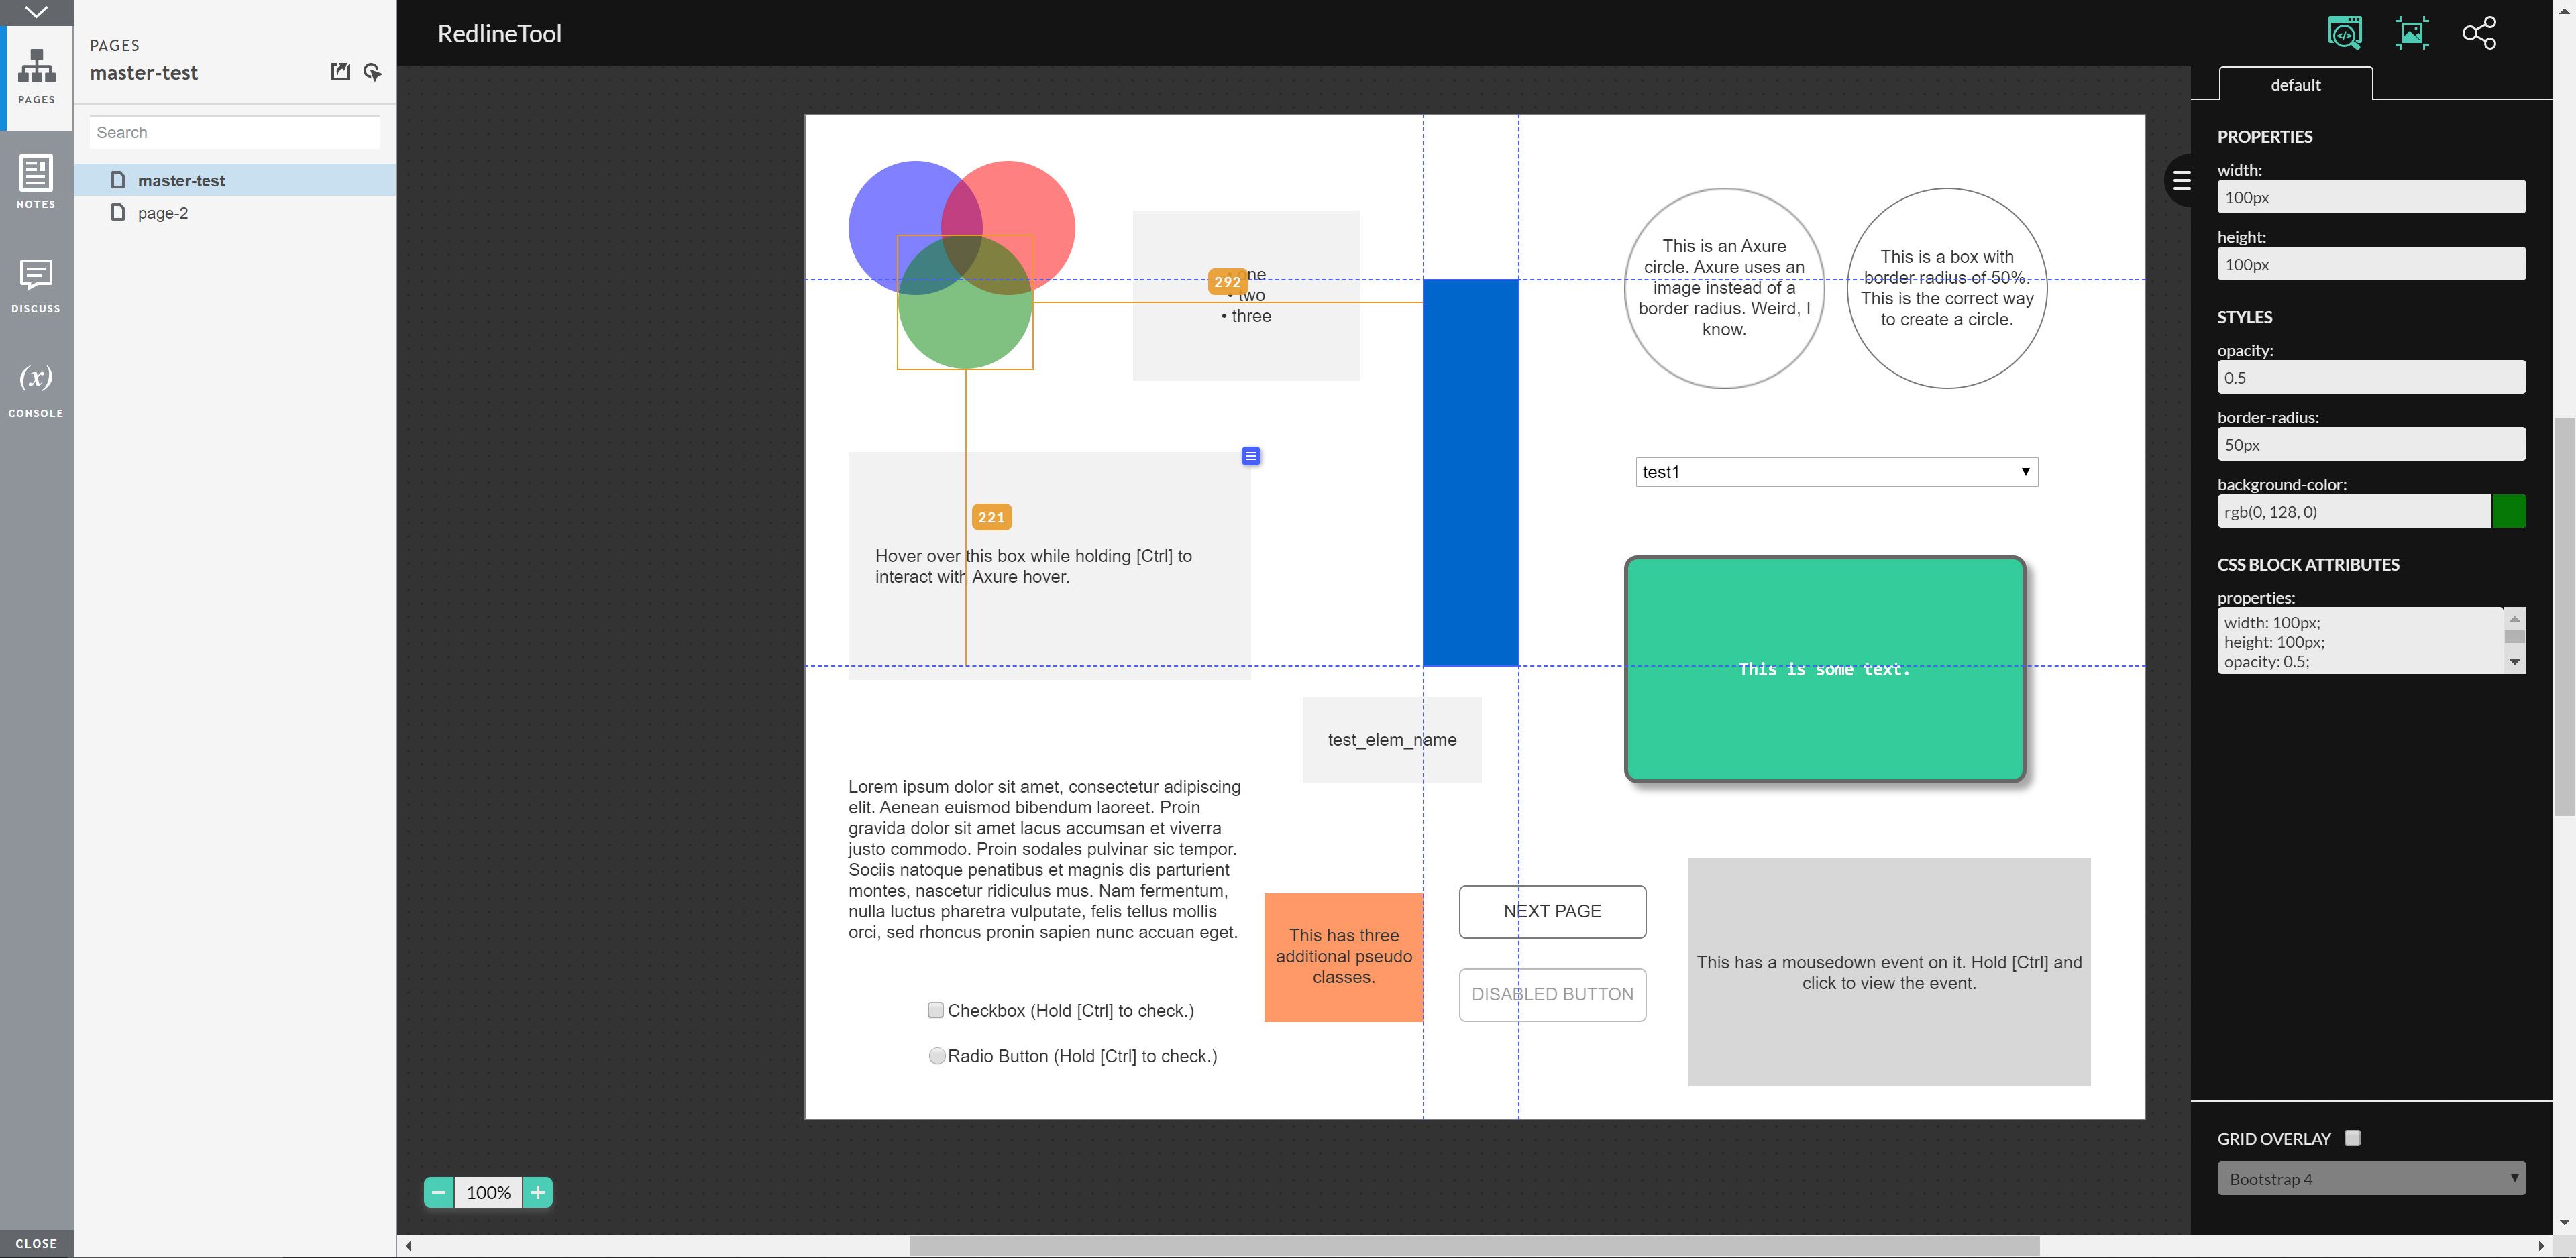 PAGES
NOTES
DISCUSS
(x)
CONSOLE
CLOSE
PAGES
master-test
Search
master-test
page-2
RedlineTool
292
• two
• three
This is an Axure
circle. Axure uses an
image instead of a
border radius. Weird, I
know.
This is a box with
border radius of 50%.
This is the correct way
to create a circle.
221
Hover over this box while holding [Ctrl] to
interact with Axure hover.
test1
This is some text.
test_elem_name
Lorem ipsum dolor sit amet, consectetur adipiscing
elit. Aenean euismod bibendum laoreet. Proin
gravida dolor sit amet lacus accumsan et viverra
justo commodo. Proin sodales pulvinar sic tempor.
Sociis natoque penatibus et magnis dis parturient
montes, nascetur ridiculus mus. Nam fermentum,
nulla luctus pharetra vulputate, felis tellus mollis
orci, sed rhoncus pronin sapien nunc accuan eget.
This has three
additional pseudo
classes.
NEXT PAGE
DISABLED BUTTON
This has a mousedown event on it. Hold [Ctrl] and
click to view the event.
Checkbox (Hold [Ctrl] to check.)
Radio Button (Hold [Ctrl] to check.)
100%
default
PROPERTIES
width:
100px
height:
100px
STYLES
opacity:
0.5
border-radius:
50px
background-color:
rgb(0, 128, 0)
CSS BLOCK ATTRIBUTES
properties:
width: 100px;
height: 100px;
opacity: 0.5;
GRID OVERLAY
Bootstrap 4